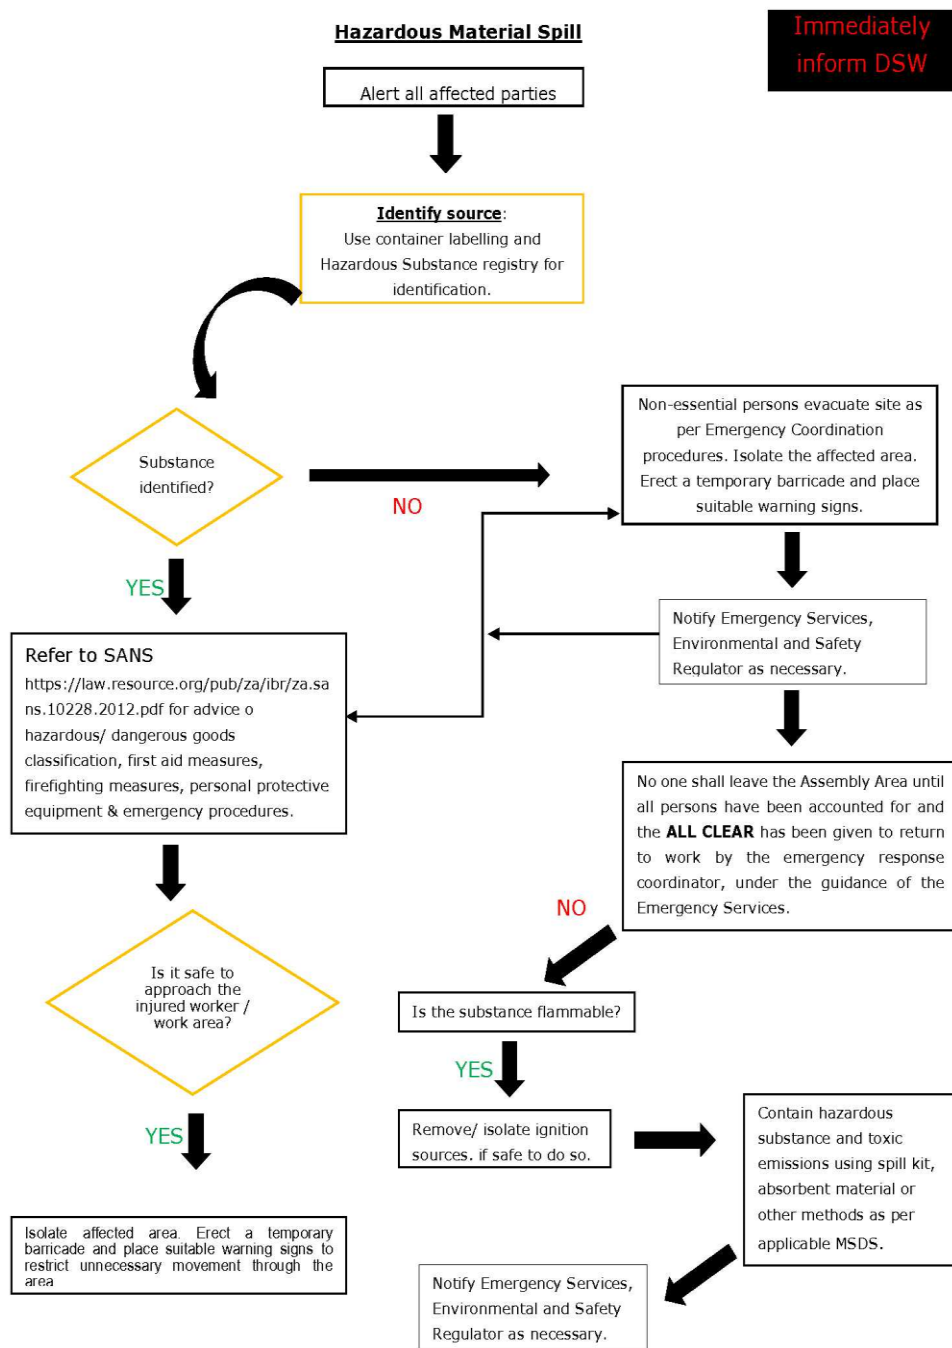 Hazardous Material Spill
Immediately
inform DSW
Alert all affected parties
Identify source:
Use container labelling and
Hazardous Substance registry for
identification.
Substance
identified?
NO
Non-essential persons evacuate site as
per Emergency Coordination
procedures. Isolate the affected area.
Erect a temporary barricade and place
suitable warning signs.
YES
Notify Emergency Services,
Environmental and Safety
Regulator as necessary.
Refer to SANS
https://law.resource.org/pub/za/ibr/za.sa
ns.10228.2012.pdf for advice o
hazardous/ dangerous goods
classification, first aid measures,
firefighting measures, personal protective
equipment & emergency procedures.
No one shall leave the Assembly Area until
all persons have been accounted for and
the ALL CLEAR has been given to return
to work by the emergency response
coordinator, under the guidance of the
Emergency Services.
NO
Is it safe to
approach the
injured worker /
work area?
Is the substance flammable?
YES
Remove/ isolate ignition
sources. if safe to do so.
Contain hazardous
substance and toxic
emissions using spill kit,
absorbent material or
other methods as per
applicable MSDS.
YES
Isolate affected area. Erect a temporary
barricade and place suitable warning signs to
restrict unnecessary movement through the
area
Notify Emergency Services,
Environmental and Safety
Regulator as necessary.